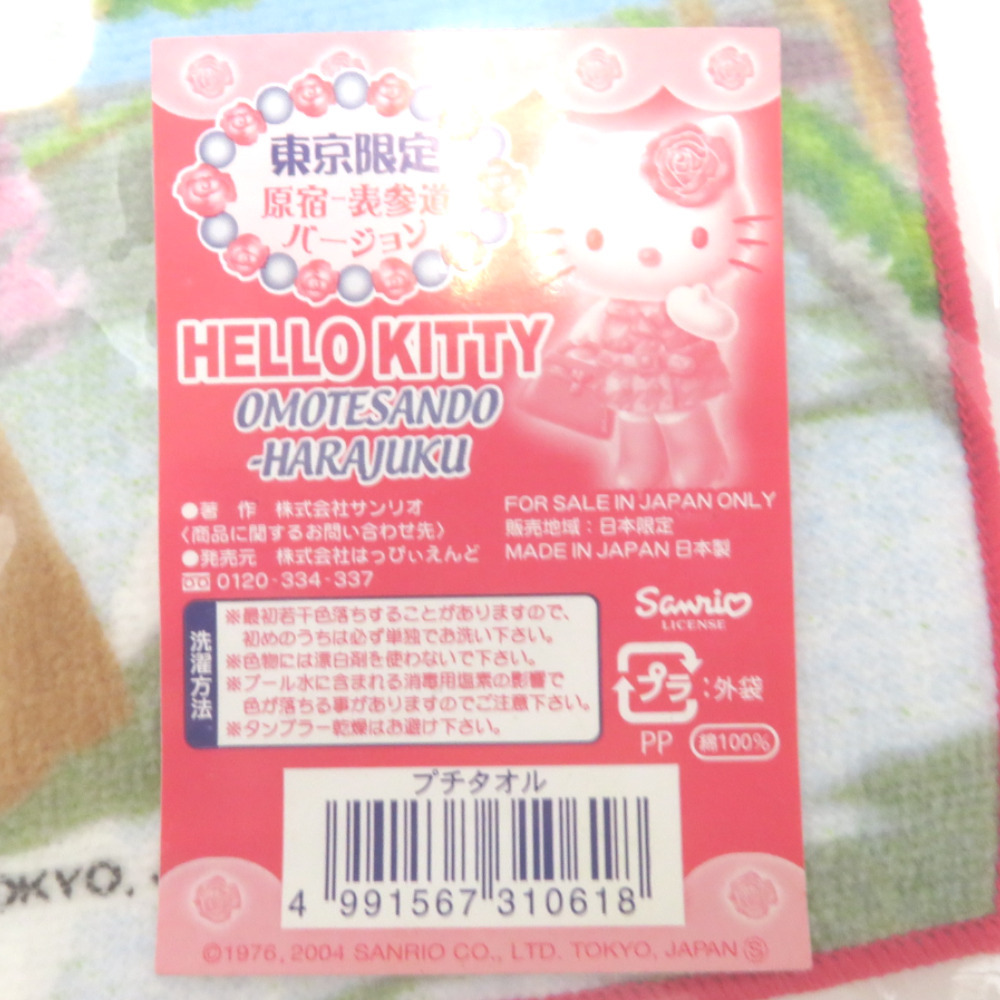 東京限定
原宿-表参道
バージョン
HELLO KITTY
OMOTESANDO
-HARAJUKU
●著 作 株式会社サンリオ
〈商品に関するお問い合わせ先〉
●発売元 株式会社はっぴぃえんど
0120-334-337
FOR SALE IN JAPAN ONLY
販売地域：日本限定
MADE IN JAPAN 日本製
Sanrio
LICENSE
洗濯方法
※最初若干色落ちすることがありますので、
初めのうちは必ず単独でお洗い下さい。
※色物には漂白剤を使わないで下さい。
※プール水に含まれる消毒用塩素の影響で
色が落ちる事がありますのでご注意下さい。
※タンブラー乾燥はお避け下さい。
プラ：外袋
PP 綿100%
プチタオル
4 991567 310618
©1976, 2004 SANRIO CO., LTD. TOKYO, JAPAN Ⓢ
OKYO.